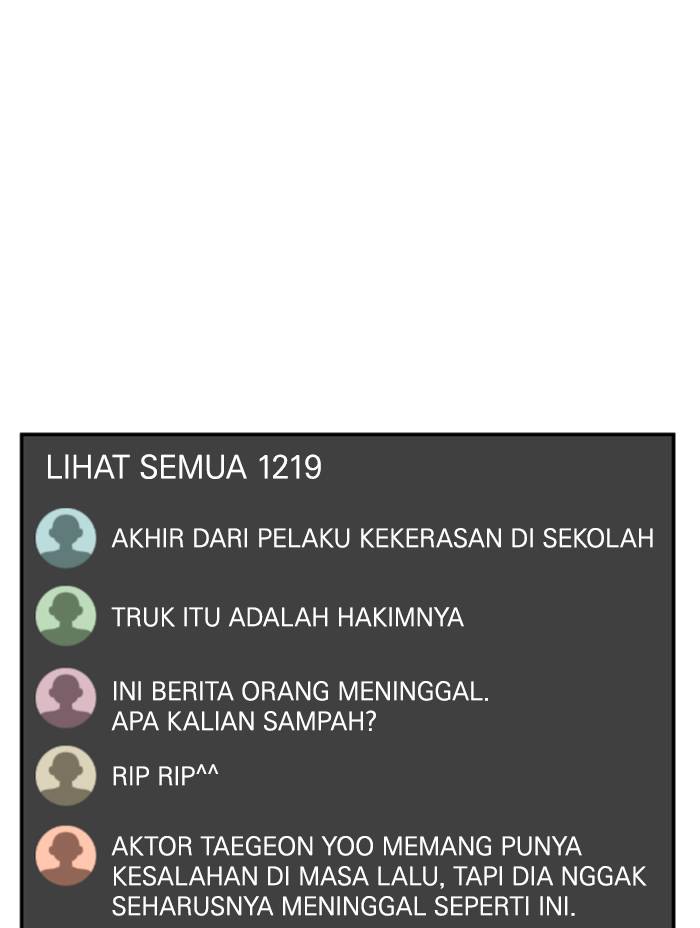 LIHAT SEMUA 1219
AKHIR DARI PELAKU KEKERASAN DI SEKOLAH
TRUK ITU ADALAH HAKIMNYA
INI BERITA ORANG MENINGGAL.
APA KALIAN SAMPAH?
RIP RIP^^
AKTOR TAEGEON YOO MEMANG PUNYA
KESALAHAN DI MASA LALU, TAPI DIA NGGAK
SEHARUSNYA MENINGGAL SEPERTI INI.